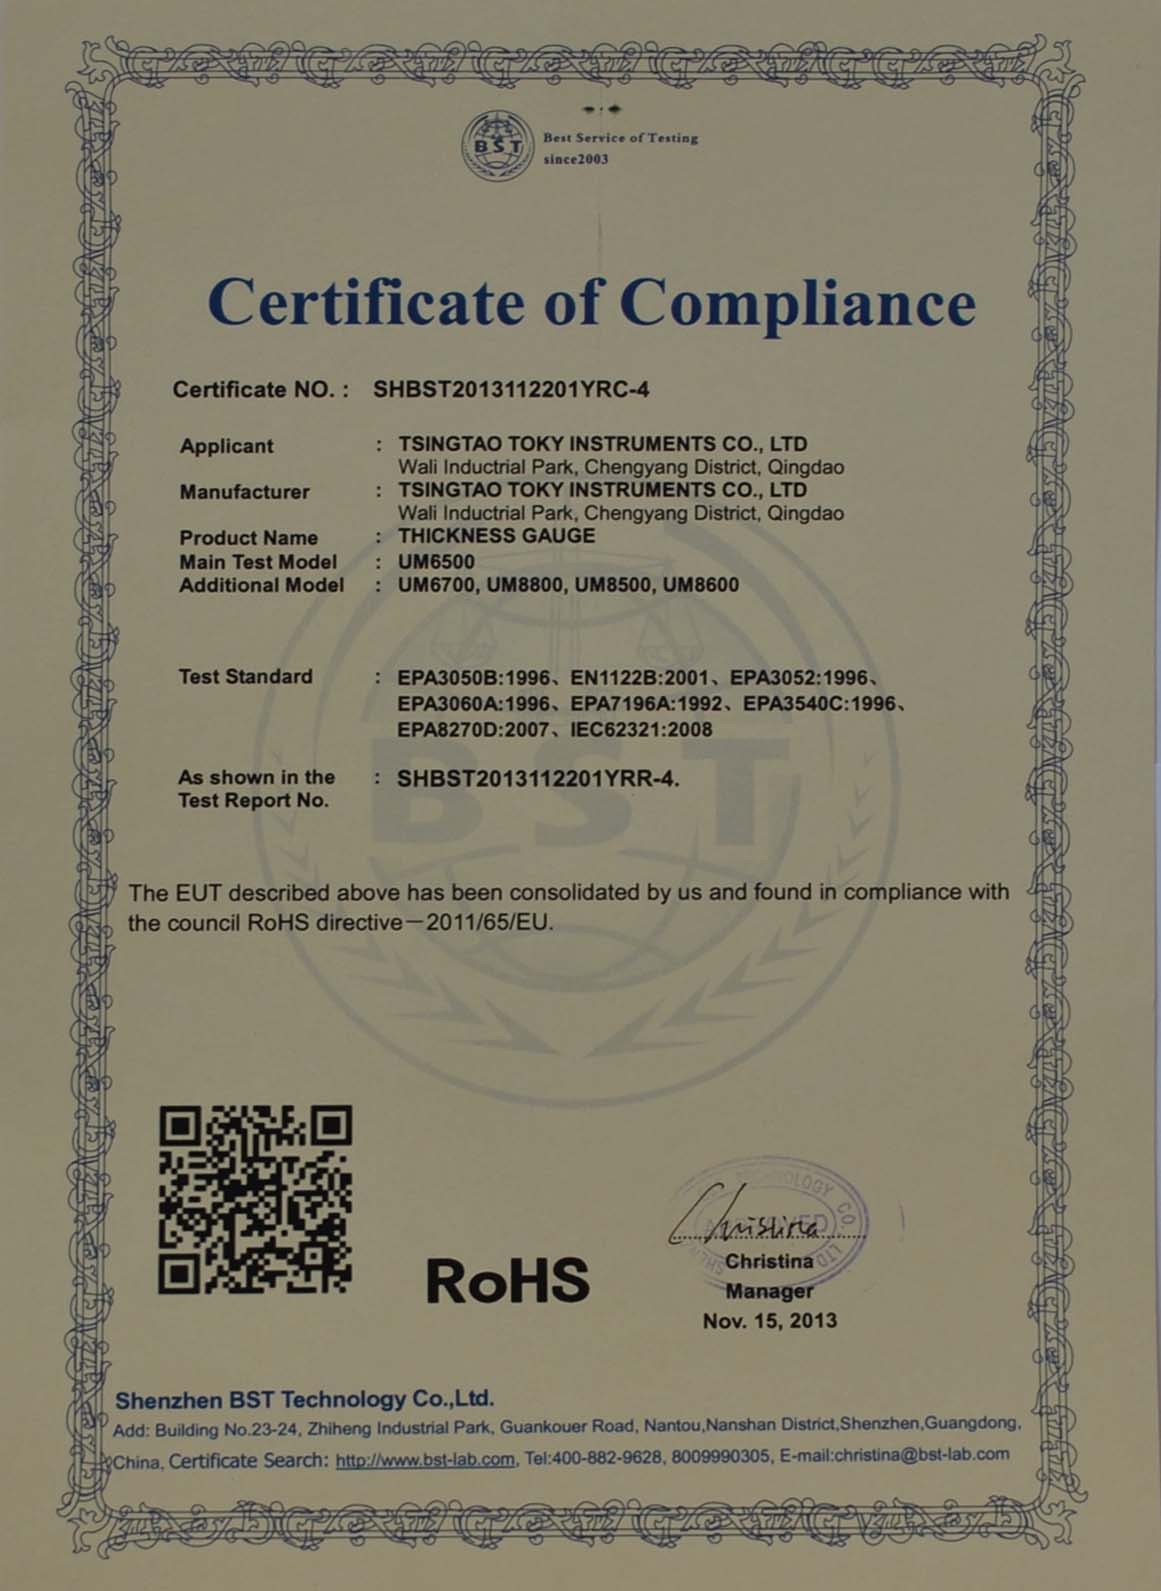 BST
Best Service of Testing
since2003
Certificate of Compliance
Certificate NO. : SHBST2013112201YRC-4
Applicant : TSINGTAO TOKY INSTRUMENTS CO., LTD
Wali Inductrial Park, Chengyang District, Qingdao
Manufacturer : TSINGTAO TOKY INSTRUMENTS CO., LTD
Wali Inductrial Park, Chengyang District, Qingdao
Product Name : THICKNESS GAUGE
Main Test Model : UM6500
Additional Model : UM6700, UM8800, UM8500, UM8600
Test Standard : EPA3050B:1996、EN1122B:2001、EPA3052:1996、
EPA3060A:1996、EPA7196A:1992、EPA3540C:1996、
EPA8270D:2007、IEC62321:2008
As shown in the : SHBST2013112201YRR-4.
Test Report No.
BST
The EUT described above has been consolidated by us and found in compliance with
the council RoHS directive－2011/65/EU.
TECHNOLOGY CO. LTD
APPROVED
Christina
RoHS
Christina
Manager
Nov. 15, 2013
Shenzhen BST Technology Co.,Ltd.
Add: Building No.23-24, Zhiheng Industrial Park, Guankouer Road, Nantou,Nanshan District,Shenzhen,Guangdong,
China, Certificate Search: http://www.bst-lab.com, Tel:400-882-9628, 8009990305, E-mail:christina@bst-lab.com